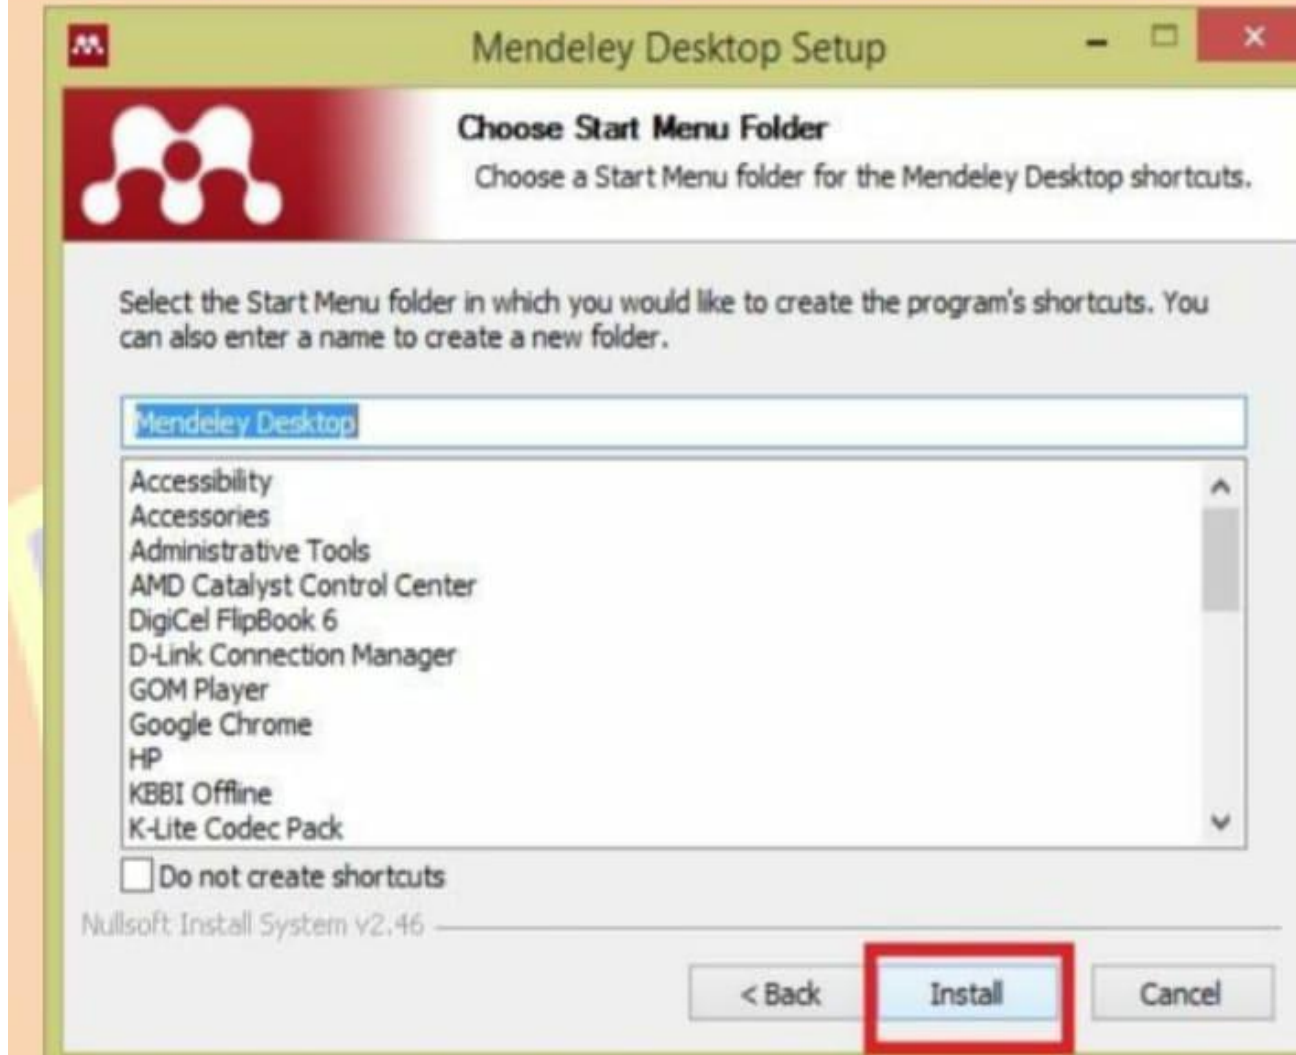 Mendeley Desktop Setup
Choose Start Menu Folder
Choose a Start Menu folder for the Mendeley Desktop shortcuts.
Select the Start Menu folder in which you would like to create the program's shortcuts. You
can also enter a name to create a new folder.
Mendeley Desktop
Accessibility
Accessories
Administrative Tools
AMD Catalyst Control Center
DigiCel FlipBook 6
D-Link Connection Manager
GOM Player
Google Chrome
HP
KBBI Offline
K-Lite Codec Pack
Do not create shortcuts
Nullsoft Install System v2.46
< Back Install Cancel